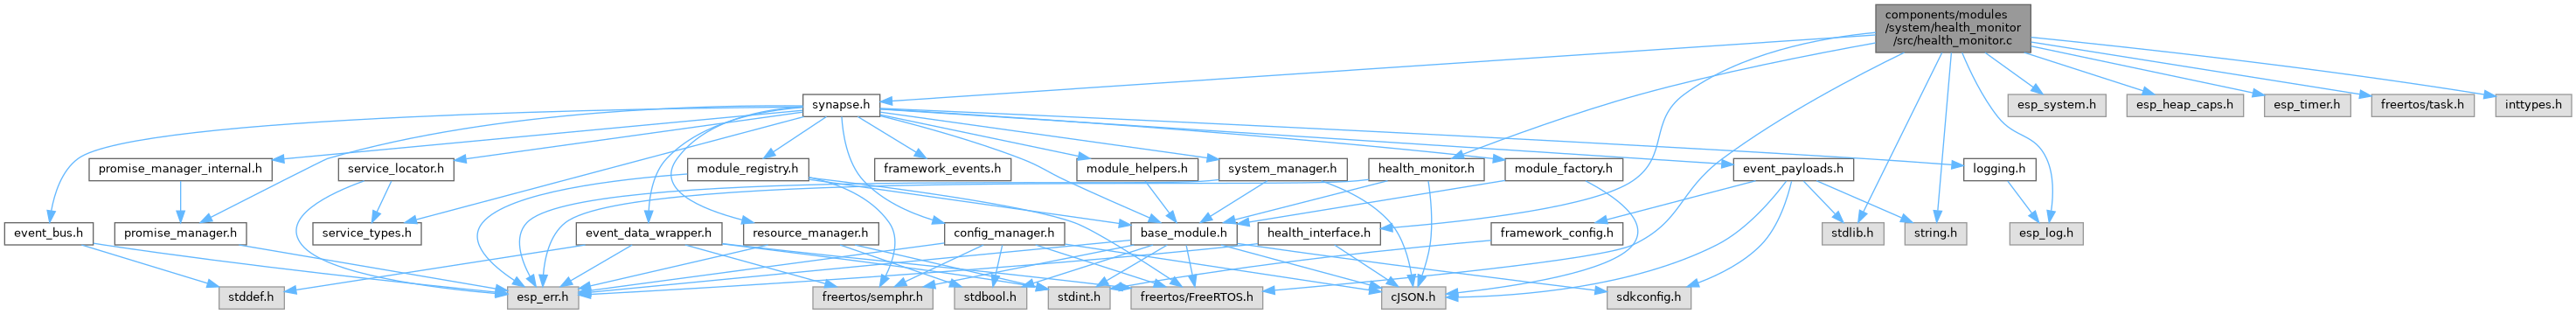 components/modules
/system/health_monitor
/src/health_monitor.c
synapse.h
esp_system.h
esp_heap_caps.h
esp_timer.h
freertos/task.h
inttypes.h
promise_manager_internal.h
service_locator.h
module_registry.h
framework_events.h
module_helpers.h
system_manager.h
health_monitor.h
module_factory.h
event_payloads.h
logging.h
event_bus.h
promise_manager.h
service_types.h
event_data_wrapper.h
resource_manager.h
config_manager.h
base_module.h
health_interface.h
framework_config.h
stdlib.h
string.h
esp_log.h
stddef.h
esp_err.h
freertos/semphr.h
stdbool.h
stdint.h
freertos/FreeRTOS.h
cJSON.h
sdkconfig.h